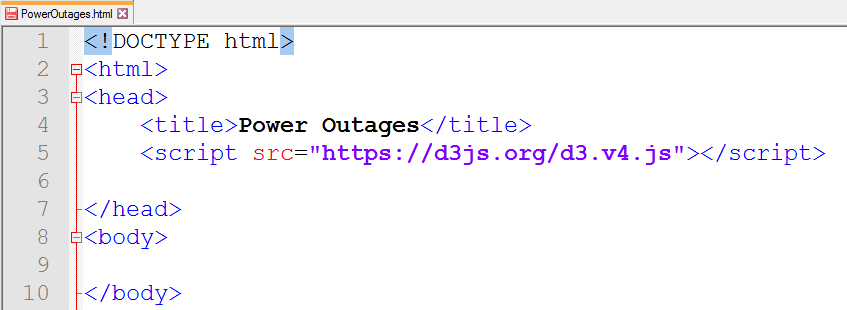 PowerOutages.html
1 <!DOCTYPE html>
2 <html>
3 <head>
4 <title>Power Outages</title>
5 <script src="https://d3js.org/d3.v4.js"></script>
6
7 </head>
8 <body>
9
10 </body>